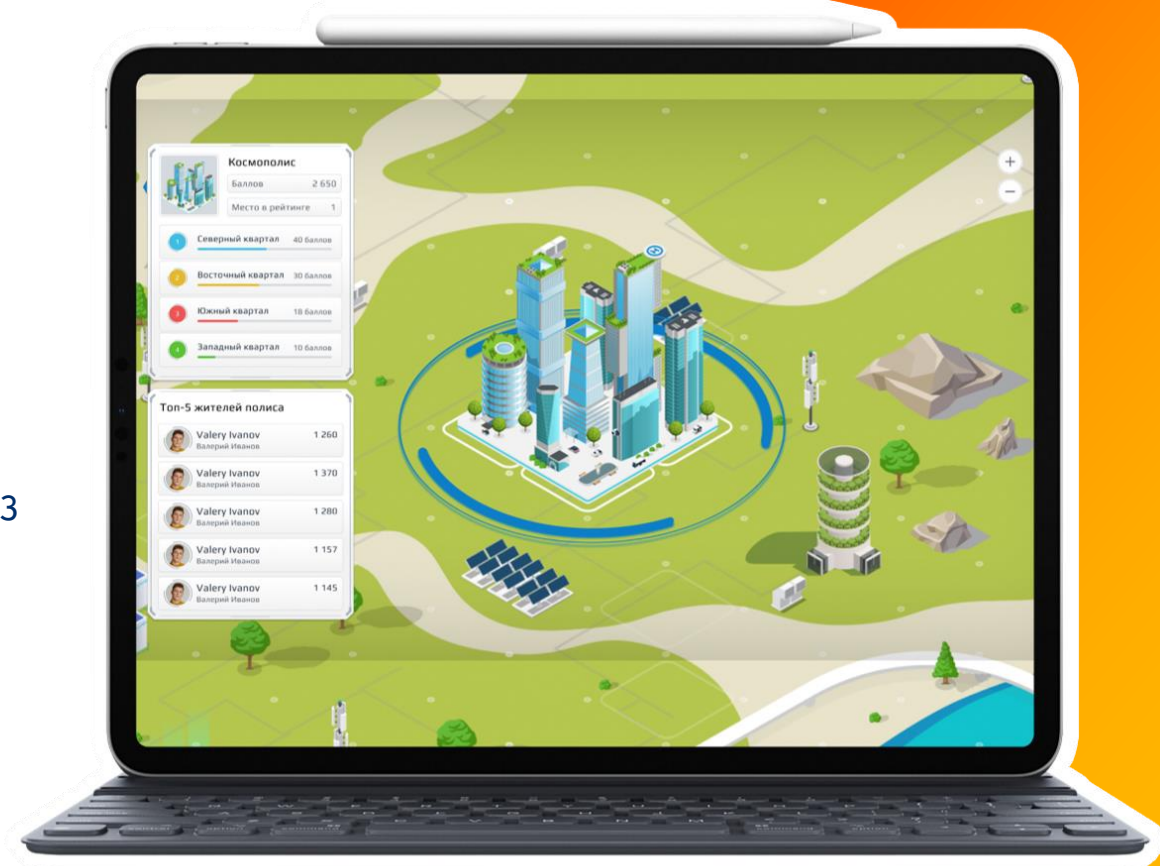 Космополис
Баллов 2 650
Место в рейтинге 1
1 Северный квартал 40 баллов
2 Восточный квартал 30 баллов
3 Южный квартал 18 баллов
4 Западный квартал 10 баллов
Топ-5 жителей полиса
Valery Ivanov 1 260
Валерий Иванов
Valery Ivanov 1 370
Валерий Иванов
3
Valery Ivanov 1 280
Валерий Иванов
Valery Ivanov 1 157
Валерий Иванов
Valery Ivanov 1 145
Валерий Иванов